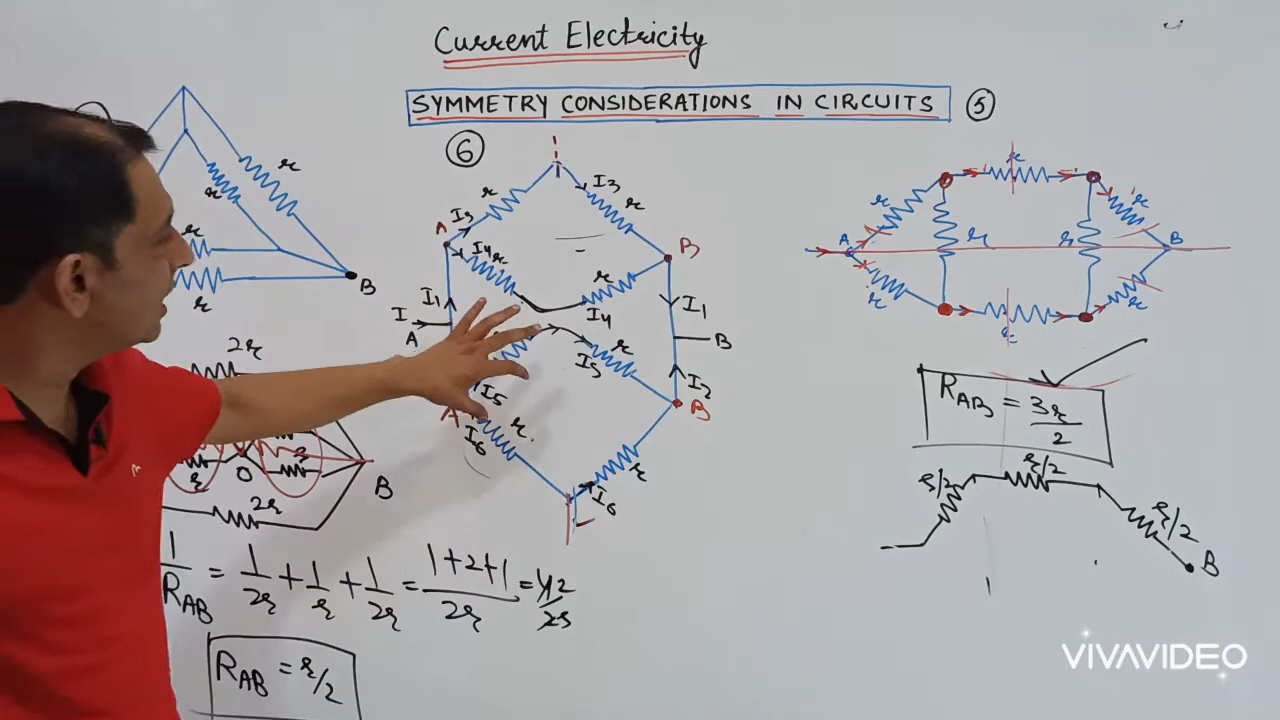 Current Electricity
SYMMETRY CONSIDERATIONS IN CIRCUITS
5
6
r
r
r
r
B
2r
r
r
O
B
2r
1/R_AB = 1/2r + 1/r + 1/2r = (1+2+1)/2r
R_AB = r/2
A
r
I3
I3
r
B
I4
r
r
I4
I1
I
A
I1
B
I5
r
I5
I2
A
B
I6
r
r
I6
r
r
r
A
r
r
B
r
r
r
R_AB = 3r/2
r/2
r/2
r/2
B
VIVAVIDEO